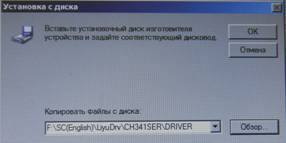 Установка с диска
Вставьте установочный диск изготовителя
устройства и задайте соответствующий дисковод.
OK
Отмена
Копировать файлы с диска:
F:\SC(English)\LiyuDrv\CH341SER\DRIVER
Обзор...